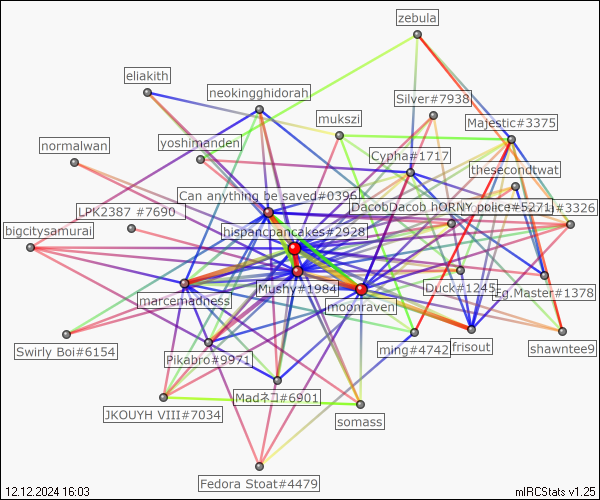 zebula
eliakith
neokingghidorah
Silver#7938
mukszi
Majestic#3375
normalwan
yoshimanden
Cypha#1717
thesecondtwat
Can anything be saved#0396
LPK2387 #7690
DacobDacob hORNY police#5271
#3326
bigcitysamurai
hispancpancakes#2928
Mushy#1984
Duck#1245
Eg.Master#1378
marcemadness
moonraven
Swirly Boi#6154
Pikabro#9971
ming#4742
frisout
shawntee9
Madネコ#6901
JKOUYH VIII#7034
somass
Fedora Stoat#4479
12.12.2024 16:03
mIRCStats v1.25